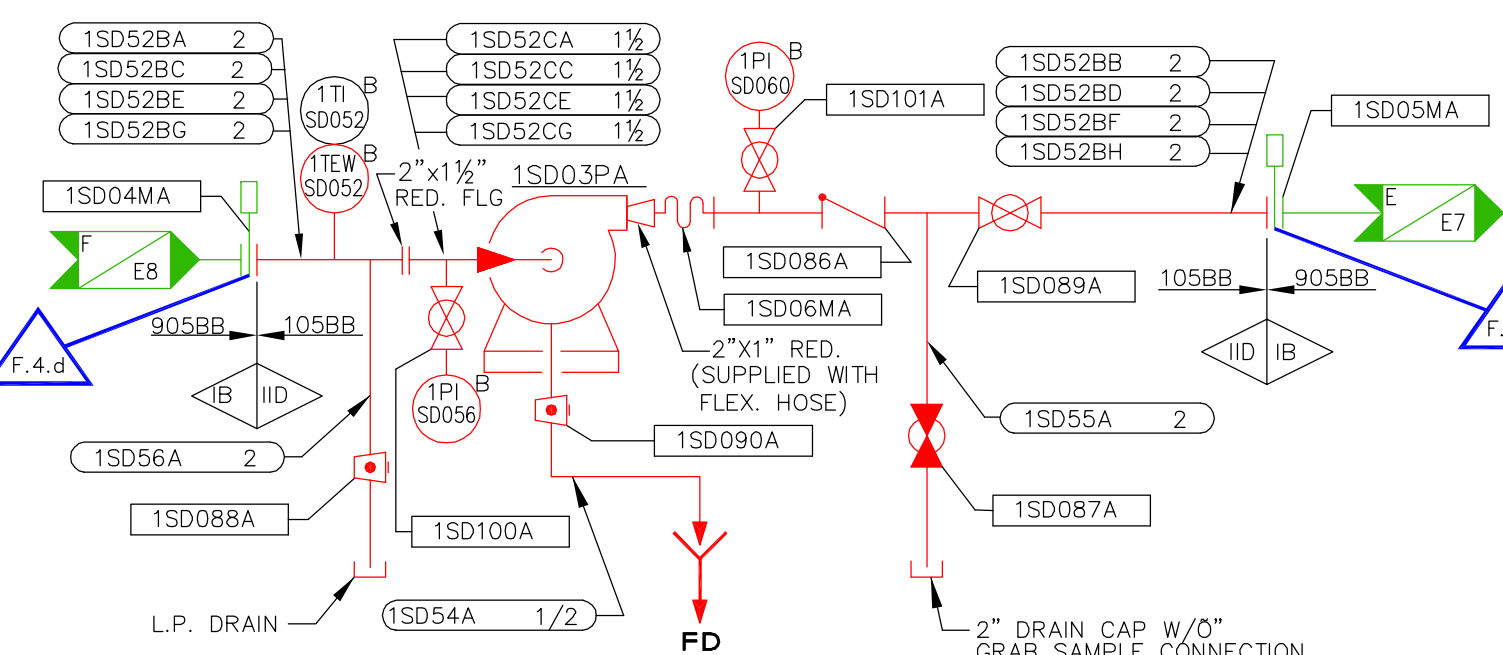 1SD52BA 2
1SD52BC 2
1SD52BE 2
1SD52BG 2
1TI
SD052
B
1TEW
SD052
B
1SD52CA 1½
1SD52CC 1½
1SD52CE 1½
1SD52CG 1½
2"x1½"
RED. FLG
1SD03PA
1PI
SD060
B
1SD101A
1SD52BB 2
1SD52BD 2
1SD52BF 2
1SD52BH 2
1SD05MA
1SD04MA
F
E8
E
E7
F.4.d
905BB
105BB
IB
IID
1SD086A
1SD06MA
1SD089A
105BB
905BB
IID
IB
2"X1" RED.
(SUPPLIED WITH
FLEX. HOSE)
1PI
SD056
B
1SD56A 2
1SD088A
1SD100A
1SD090A
1SD55A 2
1SD087A
L.P. DRAIN
1SD54A 1/2
FD
2" DRAIN CAP W/Õ"
GRAB SAMPLE CONNECTION